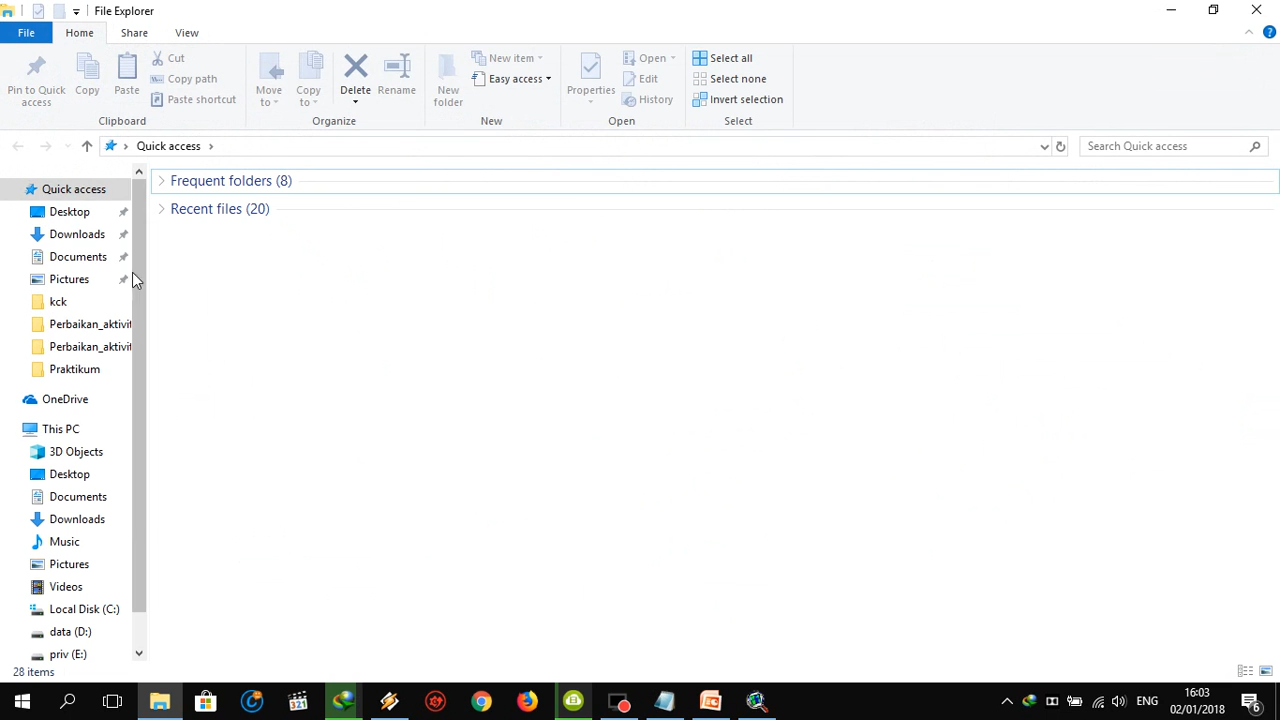 File Explorer
File Home Share View
Pin to Quick access
Copy
Paste
Cut
Copy path
Paste shortcut
Clipboard
Move to
Copy to
Delete
Rename
Organize
New folder
New item
Easy access
New
Properties
Open
Edit
History
Open
Select all
Select none
Invert selection
Select
Quick access
Search Quick access
Quick access
Desktop
Downloads
Documents
Pictures
kck
Perbaikan_aktivit
Perbaikan_aktivit
Praktikum
OneDrive
This PC
3D Objects
Desktop
Documents
Downloads
Music
Pictures
Videos
Local Disk (C:)
data (D:)
priv (E:)
Frequent folders (8)
Recent files (20)
28 items
321
ENG
16:03
02/01/2018
6